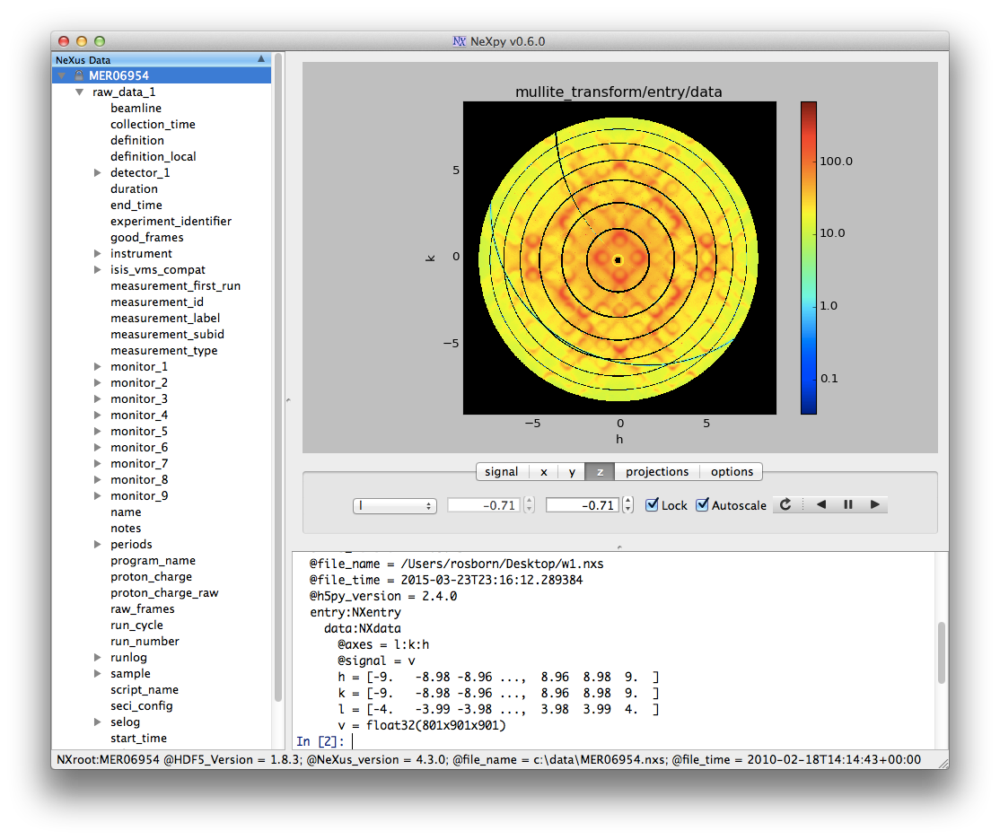 NeXpy v0.6.0
NeXus Data
MER06954
raw_data_1
beamline
collection_time
definition
definition_local
detector_1
duration
end_time
experiment_identifier
good_frames
instrument
isis_vms_compat
measurement_first_run
measurement_id
measurement_label
measurement_subid
measurement_type
monitor_1
monitor_2
monitor_3
monitor_4
monitor_5
monitor_6
monitor_7
monitor_8
monitor_9
name
notes
periods
program_name
proton_charge
proton_charge_raw
raw_frames
run_cycle
run_number
runlog
sample
script_name
seci_config
selog
start_time
mullite_transform/entry/data
5
0
−5
k
−5 0 5
h
100.0
10.0
1.0
0.1
signal x y z projections options
l −0.71 −0.71 Lock Autoscale
@file_name = /Users/rosborn/Desktop/w1.nxs
@file_time = 2015-03-23T23:16:12.289384
@h5py_version = 2.4.0
entry:NXentry
data:NXdata
@axes = l:k:h
@signal = v
h = [-9. -8.98 -8.96 ..., 8.96 8.98 9. ]
k = [-9. -8.98 -8.96 ..., 8.96 8.98 9. ]
l = [-4. -3.99 -3.98 ..., 3.98 3.99 4. ]
v = float32(801x901x901)
In [2]:
NXroot:MER06954 @HDF5_Version = 1.8.3; @NeXus_version = 4.3.0; @file_name = c:\data\MER06954.nxs; @file_time = 2010-02-18T14:14:43+00:00